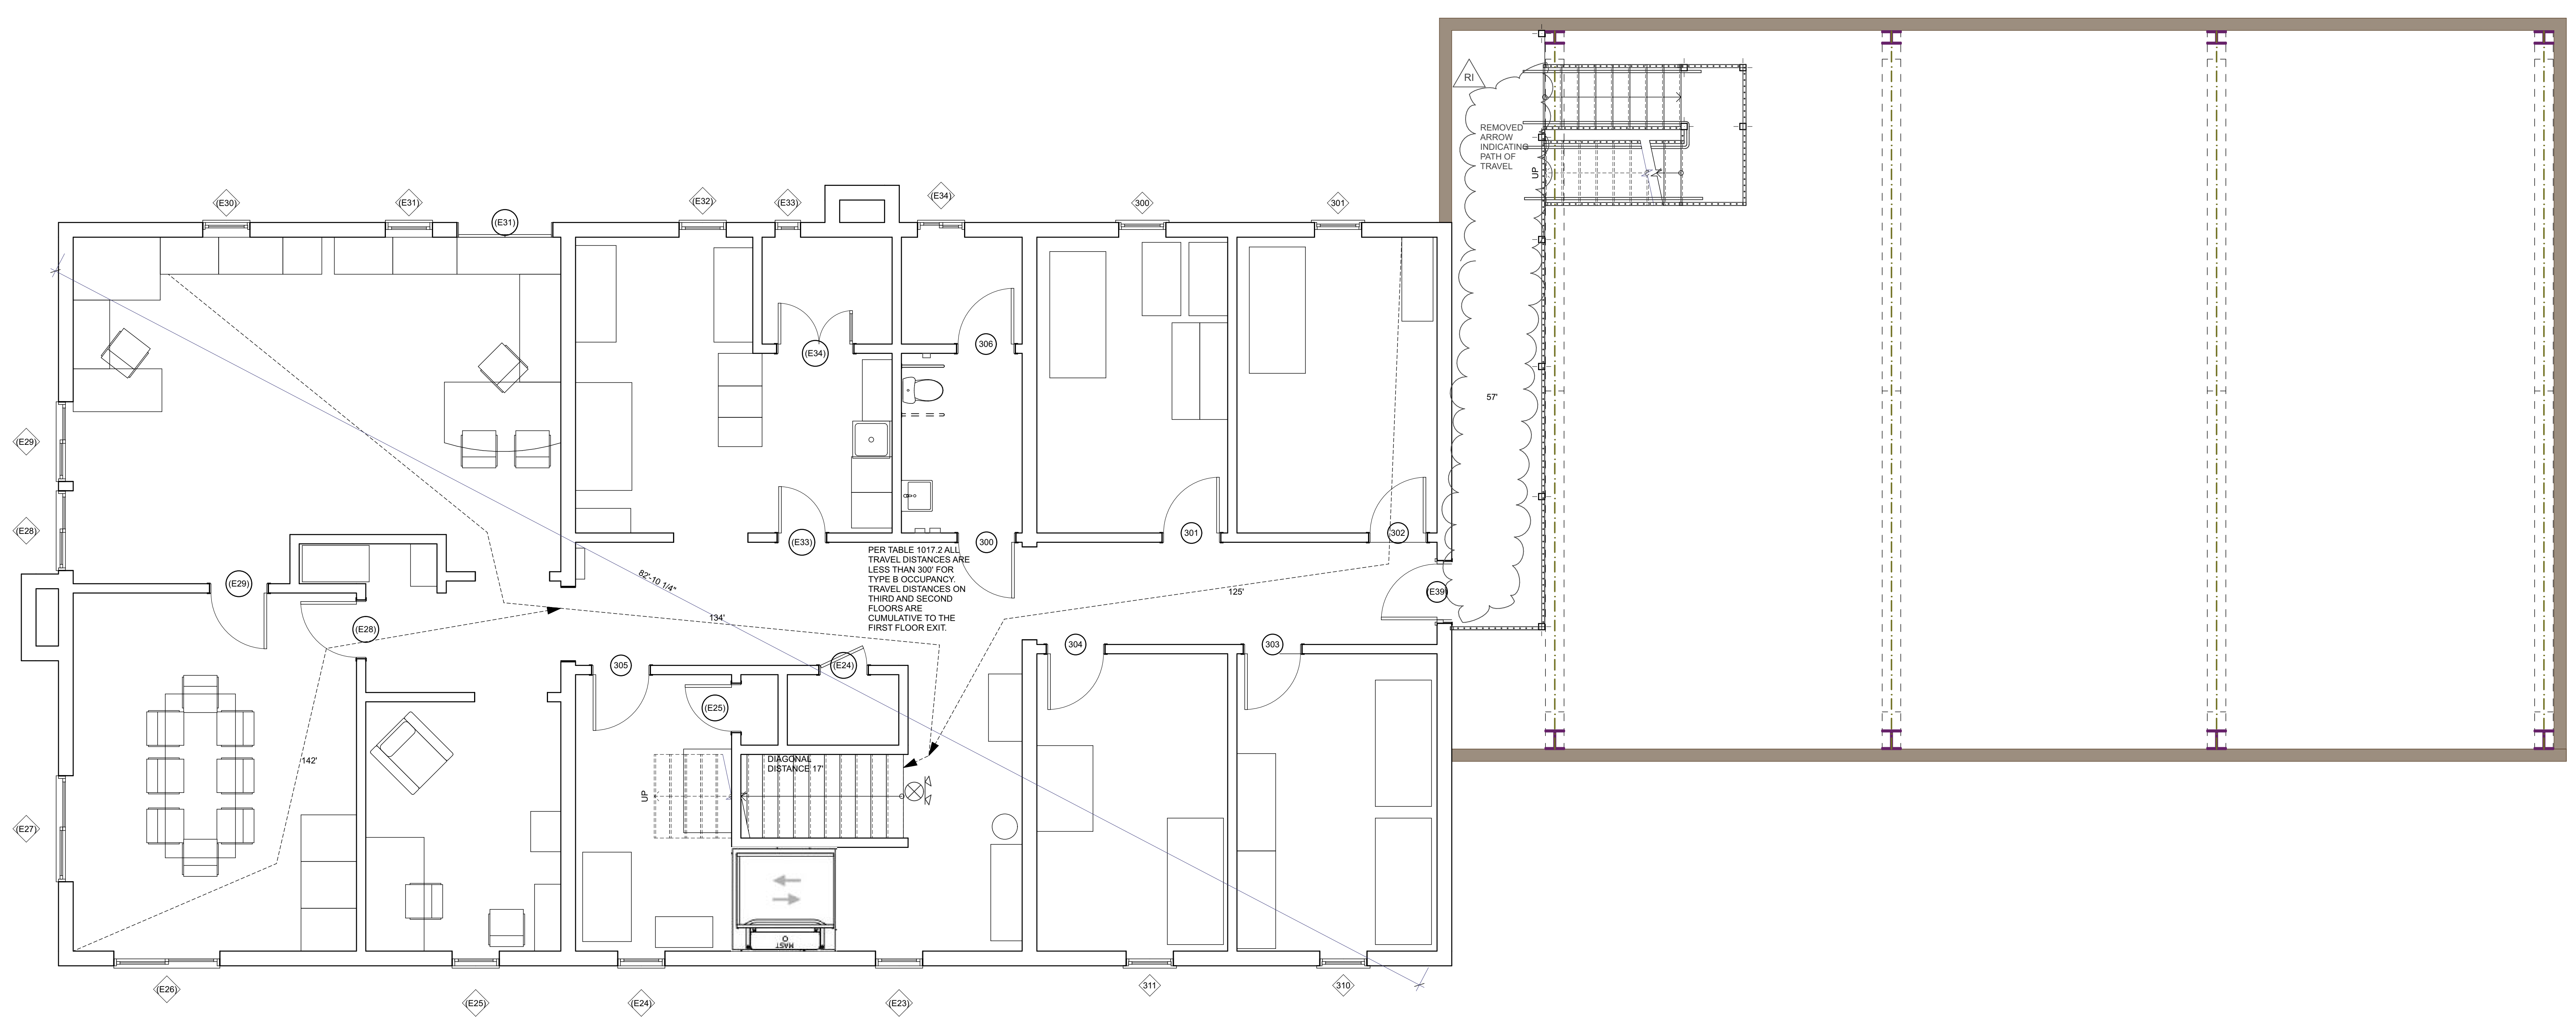 RI
REMOVED
ARROW
INDICATING
PATH OF
TRAVEL
UP
(E30)
(E31)
(E31)
(E32)
(E33)
(E34)
300
301
(E34)
306
57'
(E29)
(E28)
(E33)
300
301
302
PER TABLE 1017.2 ALL
TRAVEL DISTANCES ARE
LESS THAN 300' FOR
TYPE B OCCUPANCY.
TRAVEL DISTANCES ON
THIRD AND SECOND
FLOORS ARE
CUMULATIVE TO THE
FIRST FLOOR EXIT.
82'-10 1/4"
(E29)
125'
(E39)
134'
(E28)
304
303
305
(E24)
(E25)
142'
DIAGONAL
DISTANCE 17'
UP
(E27)
MAST
(E26)
(E25)
(E24)
(E23)
311
310